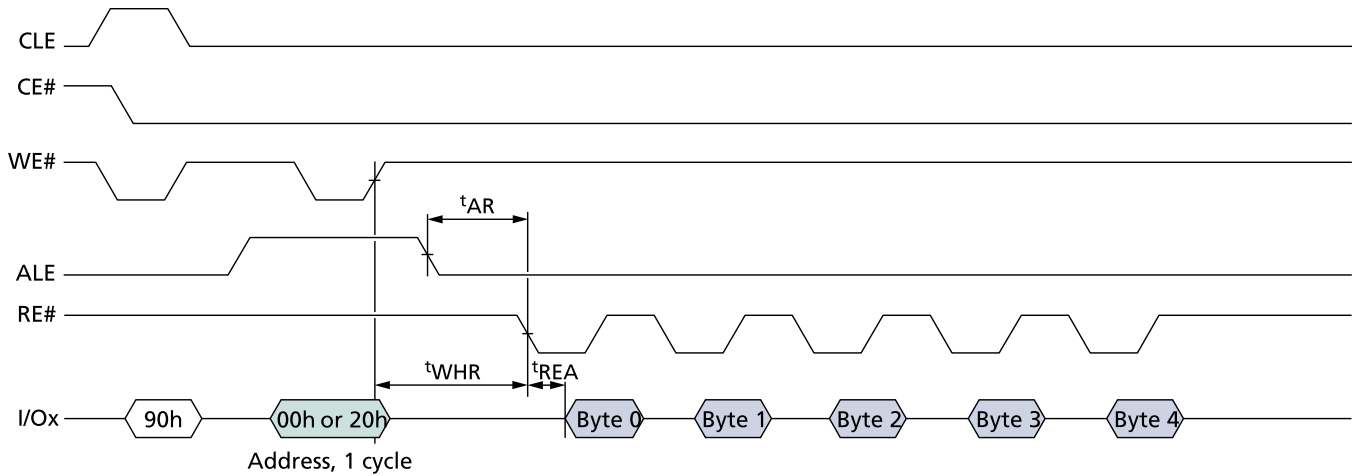 CLE
CE#
WE#
tAR
ALE
RE#
tWHR
tREA
I/Ox
90h
00h or 20h
Byte 0
Byte 1
Byte 2
Byte 3
Byte 4
Address, 1 cycle